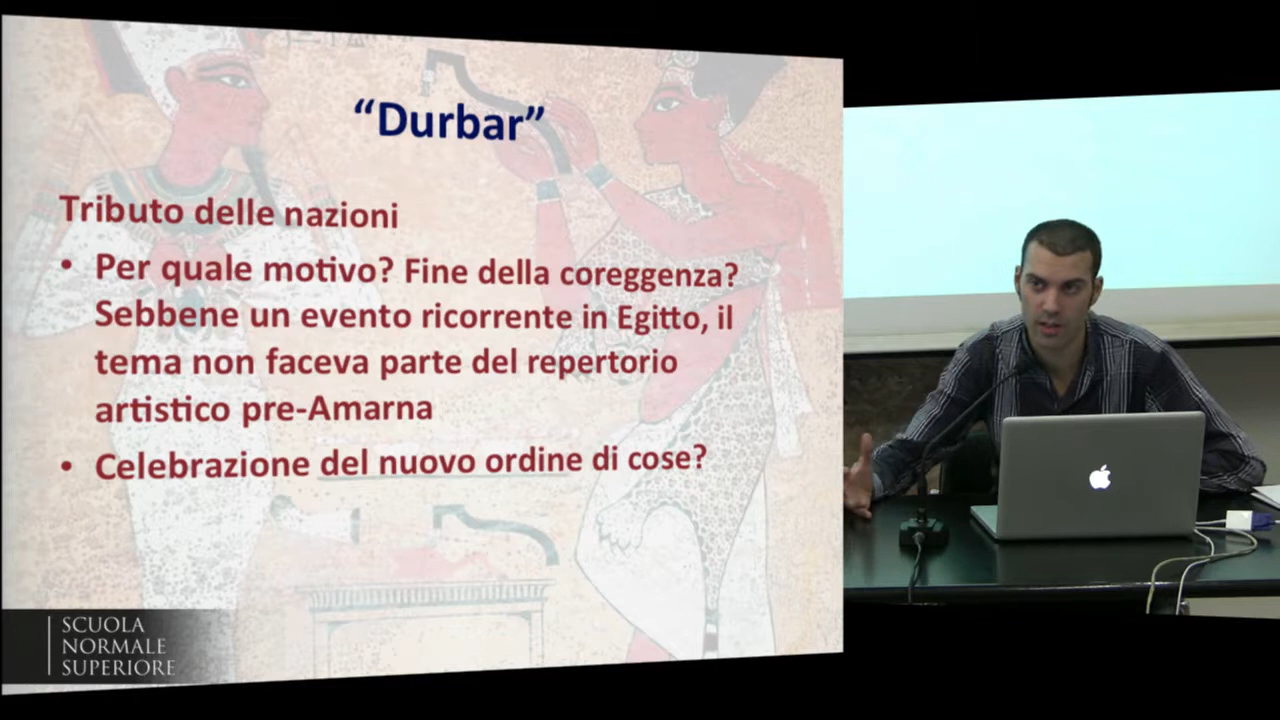 “Durbar”
Tributo delle nazioni
• Per quale motivo? Fine della coreggenza?
Sebbene un evento ricorrente in Egitto, il
tema non faceva parte del repertorio
artistico pre-Amarna
• Celebrazione del nuovo ordine di cose?
SCUOLA
NORMALE
SUPERIORE